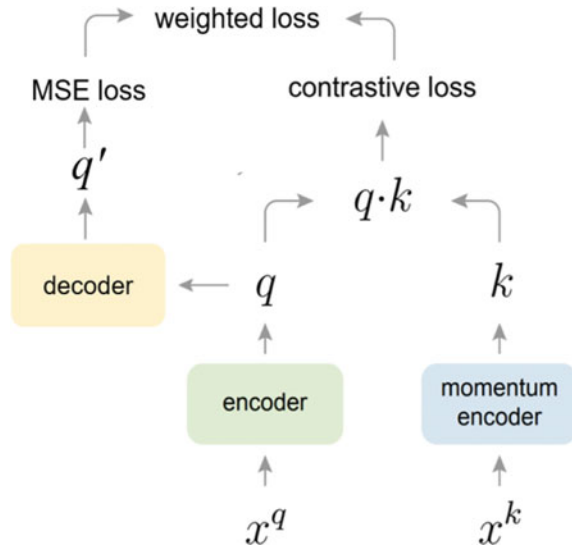 weighted loss
MSE loss
contrastive loss
q′
q·k
decoder
q
k
encoder
momentum
encoder
x^q
x^k